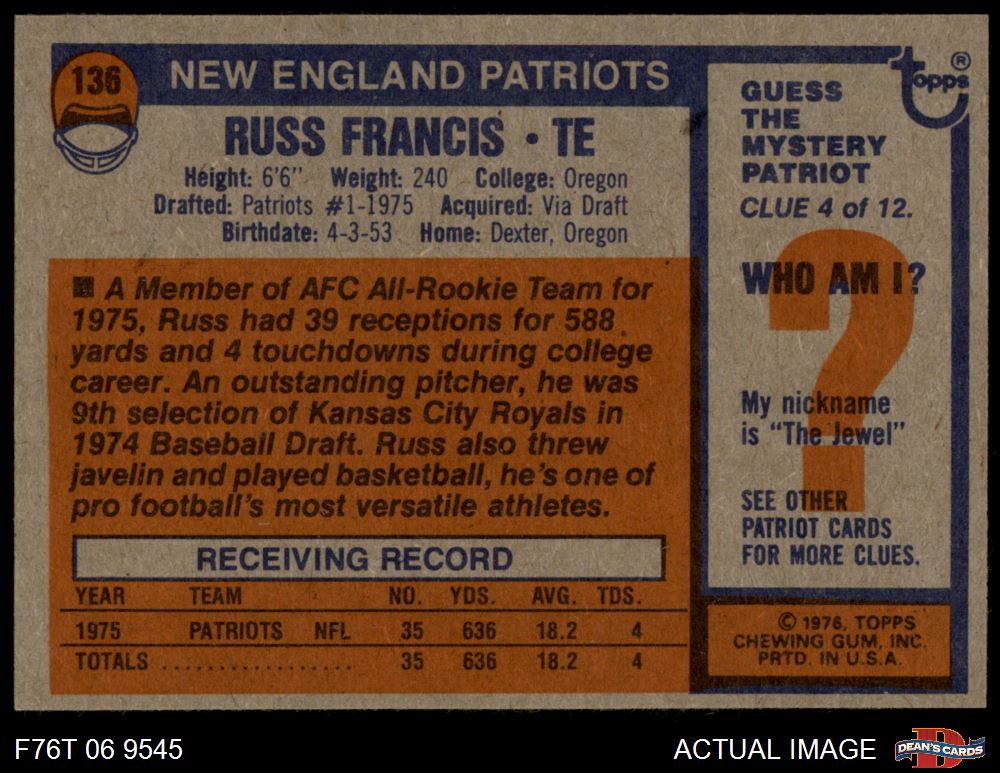 136
NEW ENGLAND PATRIOTS
RUSS FRANCIS • TE
Height: 6'6" Weight: 240 College: Oregon
Drafted: Patriots #1-1975 Acquired: Via Draft
Birthdate: 4-3-53 Home: Dexter, Oregon
■ A Member of AFC All-Rookie Team for
1975, Russ had 39 receptions for 588
yards and 4 touchdowns during college
career. An outstanding pitcher, he was
9th selection of Kansas City Royals in
1974 Baseball Draft. Russ also threw
javelin and played basketball, he's one of
pro football's most versatile athletes.
RECEIVING RECORD
YEAR TEAM NO. YDS. AVG. TDS.
1975 PATRIOTS NFL 35 636 18.2 4
TOTALS .................. 35 636 18.2 4
Topps®
GUESS
THE
MYSTERY
PATRIOT
CLUE 4 of 12.
WHO AM I?
?
My nickname
is "The Jewel"
SEE OTHER
PATRIOT CARDS
FOR MORE CLUES.
© 1976, TOPPS
CHEWING GUM, INC.
PRTD. IN U.S.A.
F76T 06 9545
ACTUAL IMAGE
D
DEAN'S CARDS